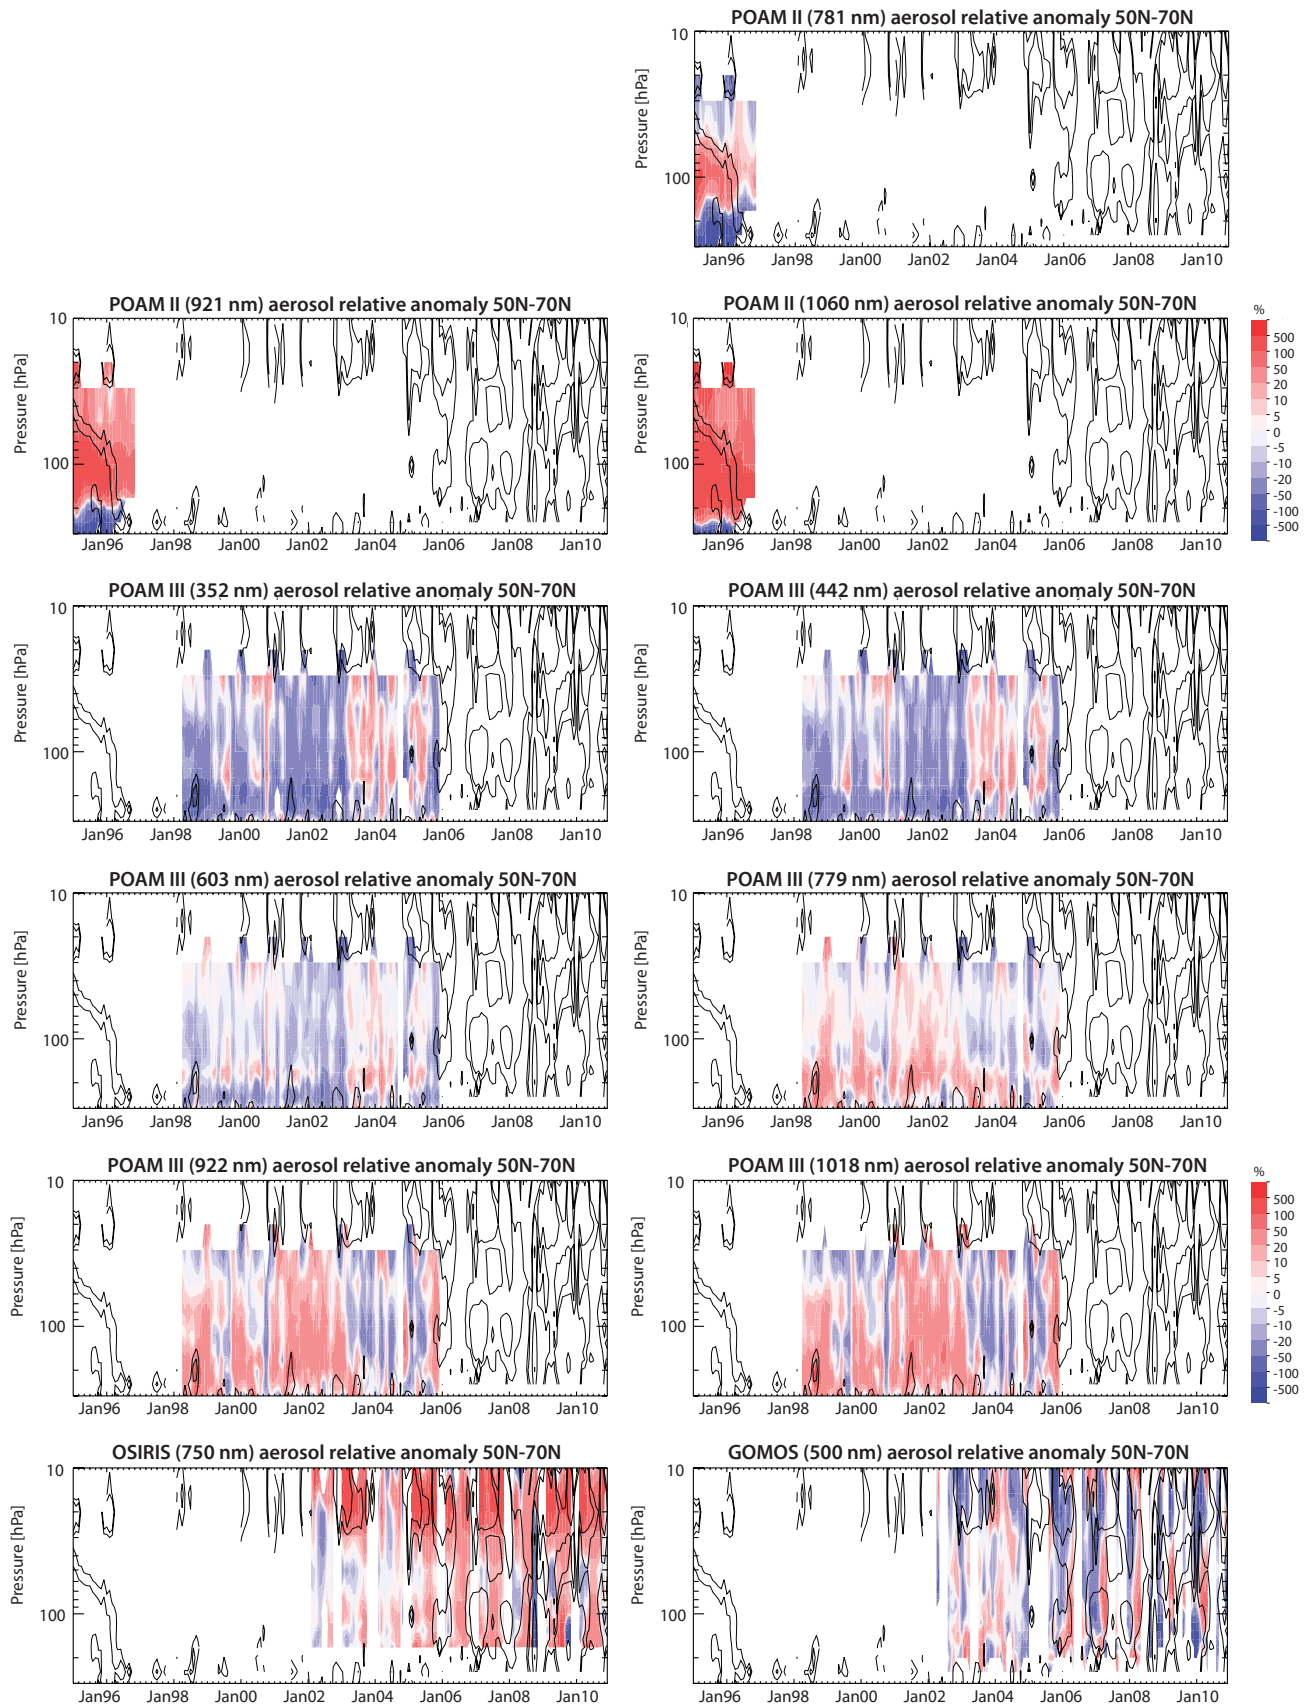 POAM II (781 nm) aerosol relative anomaly 50N-70N
10
Pressure [hPa]
100
Jan96 Jan98 Jan00 Jan02 Jan04 Jan06 Jan08 Jan10
POAM II (921 nm) aerosol relative anomaly 50N-70N
10
Pressure [hPa]
100
Jan96 Jan98 Jan00 Jan02 Jan04 Jan06 Jan08 Jan10
POAM II (1060 nm) aerosol relative anomaly 50N-70N
10
Pressure [hPa]
100
Jan96 Jan98 Jan00 Jan02 Jan04 Jan06 Jan08 Jan10
%
500
100
50
20
10
5
0
-5
-10
-20
-50
-100
-500
POAM III (352 nm) aerosol relative anomaly 50N-70N
10
Pressure [hPa]
100
Jan96 Jan98 Jan00 Jan02 Jan04 Jan06 Jan08 Jan10
POAM III (442 nm) aerosol relative anomaly 50N-70N
10
Pressure [hPa]
100
Jan96 Jan98 Jan00 Jan02 Jan04 Jan06 Jan08 Jan10
POAM III (603 nm) aerosol relative anomaly 50N-70N
10
Pressure [hPa]
100
Jan96 Jan98 Jan00 Jan02 Jan04 Jan06 Jan08 Jan10
POAM III (779 nm) aerosol relative anomaly 50N-70N
10
Pressure [hPa]
100
Jan96 Jan98 Jan00 Jan02 Jan04 Jan06 Jan08 Jan10
POAM III (922 nm) aerosol relative anomaly 50N-70N
10
Pressure [hPa]
100
Jan96 Jan98 Jan00 Jan02 Jan04 Jan06 Jan08 Jan10
POAM III (1018 nm) aerosol relative anomaly 50N-70N
10
Pressure [hPa]
100
Jan96 Jan98 Jan00 Jan02 Jan04 Jan06 Jan08 Jan10
%
500
100
50
20
10
5
0
-5
-10
-20
-50
-100
-500
OSIRIS (750 nm) aerosol relative anomaly 50N-70N
10
Pressure [hPa]
100
Jan96 Jan98 Jan00 Jan02 Jan04 Jan06 Jan08 Jan10
GOMOS (500 nm) aerosol relative anomaly 50N-70N
10
Pressure [hPa]
100
Jan96 Jan98 Jan00 Jan02 Jan04 Jan06 Jan08 Jan10